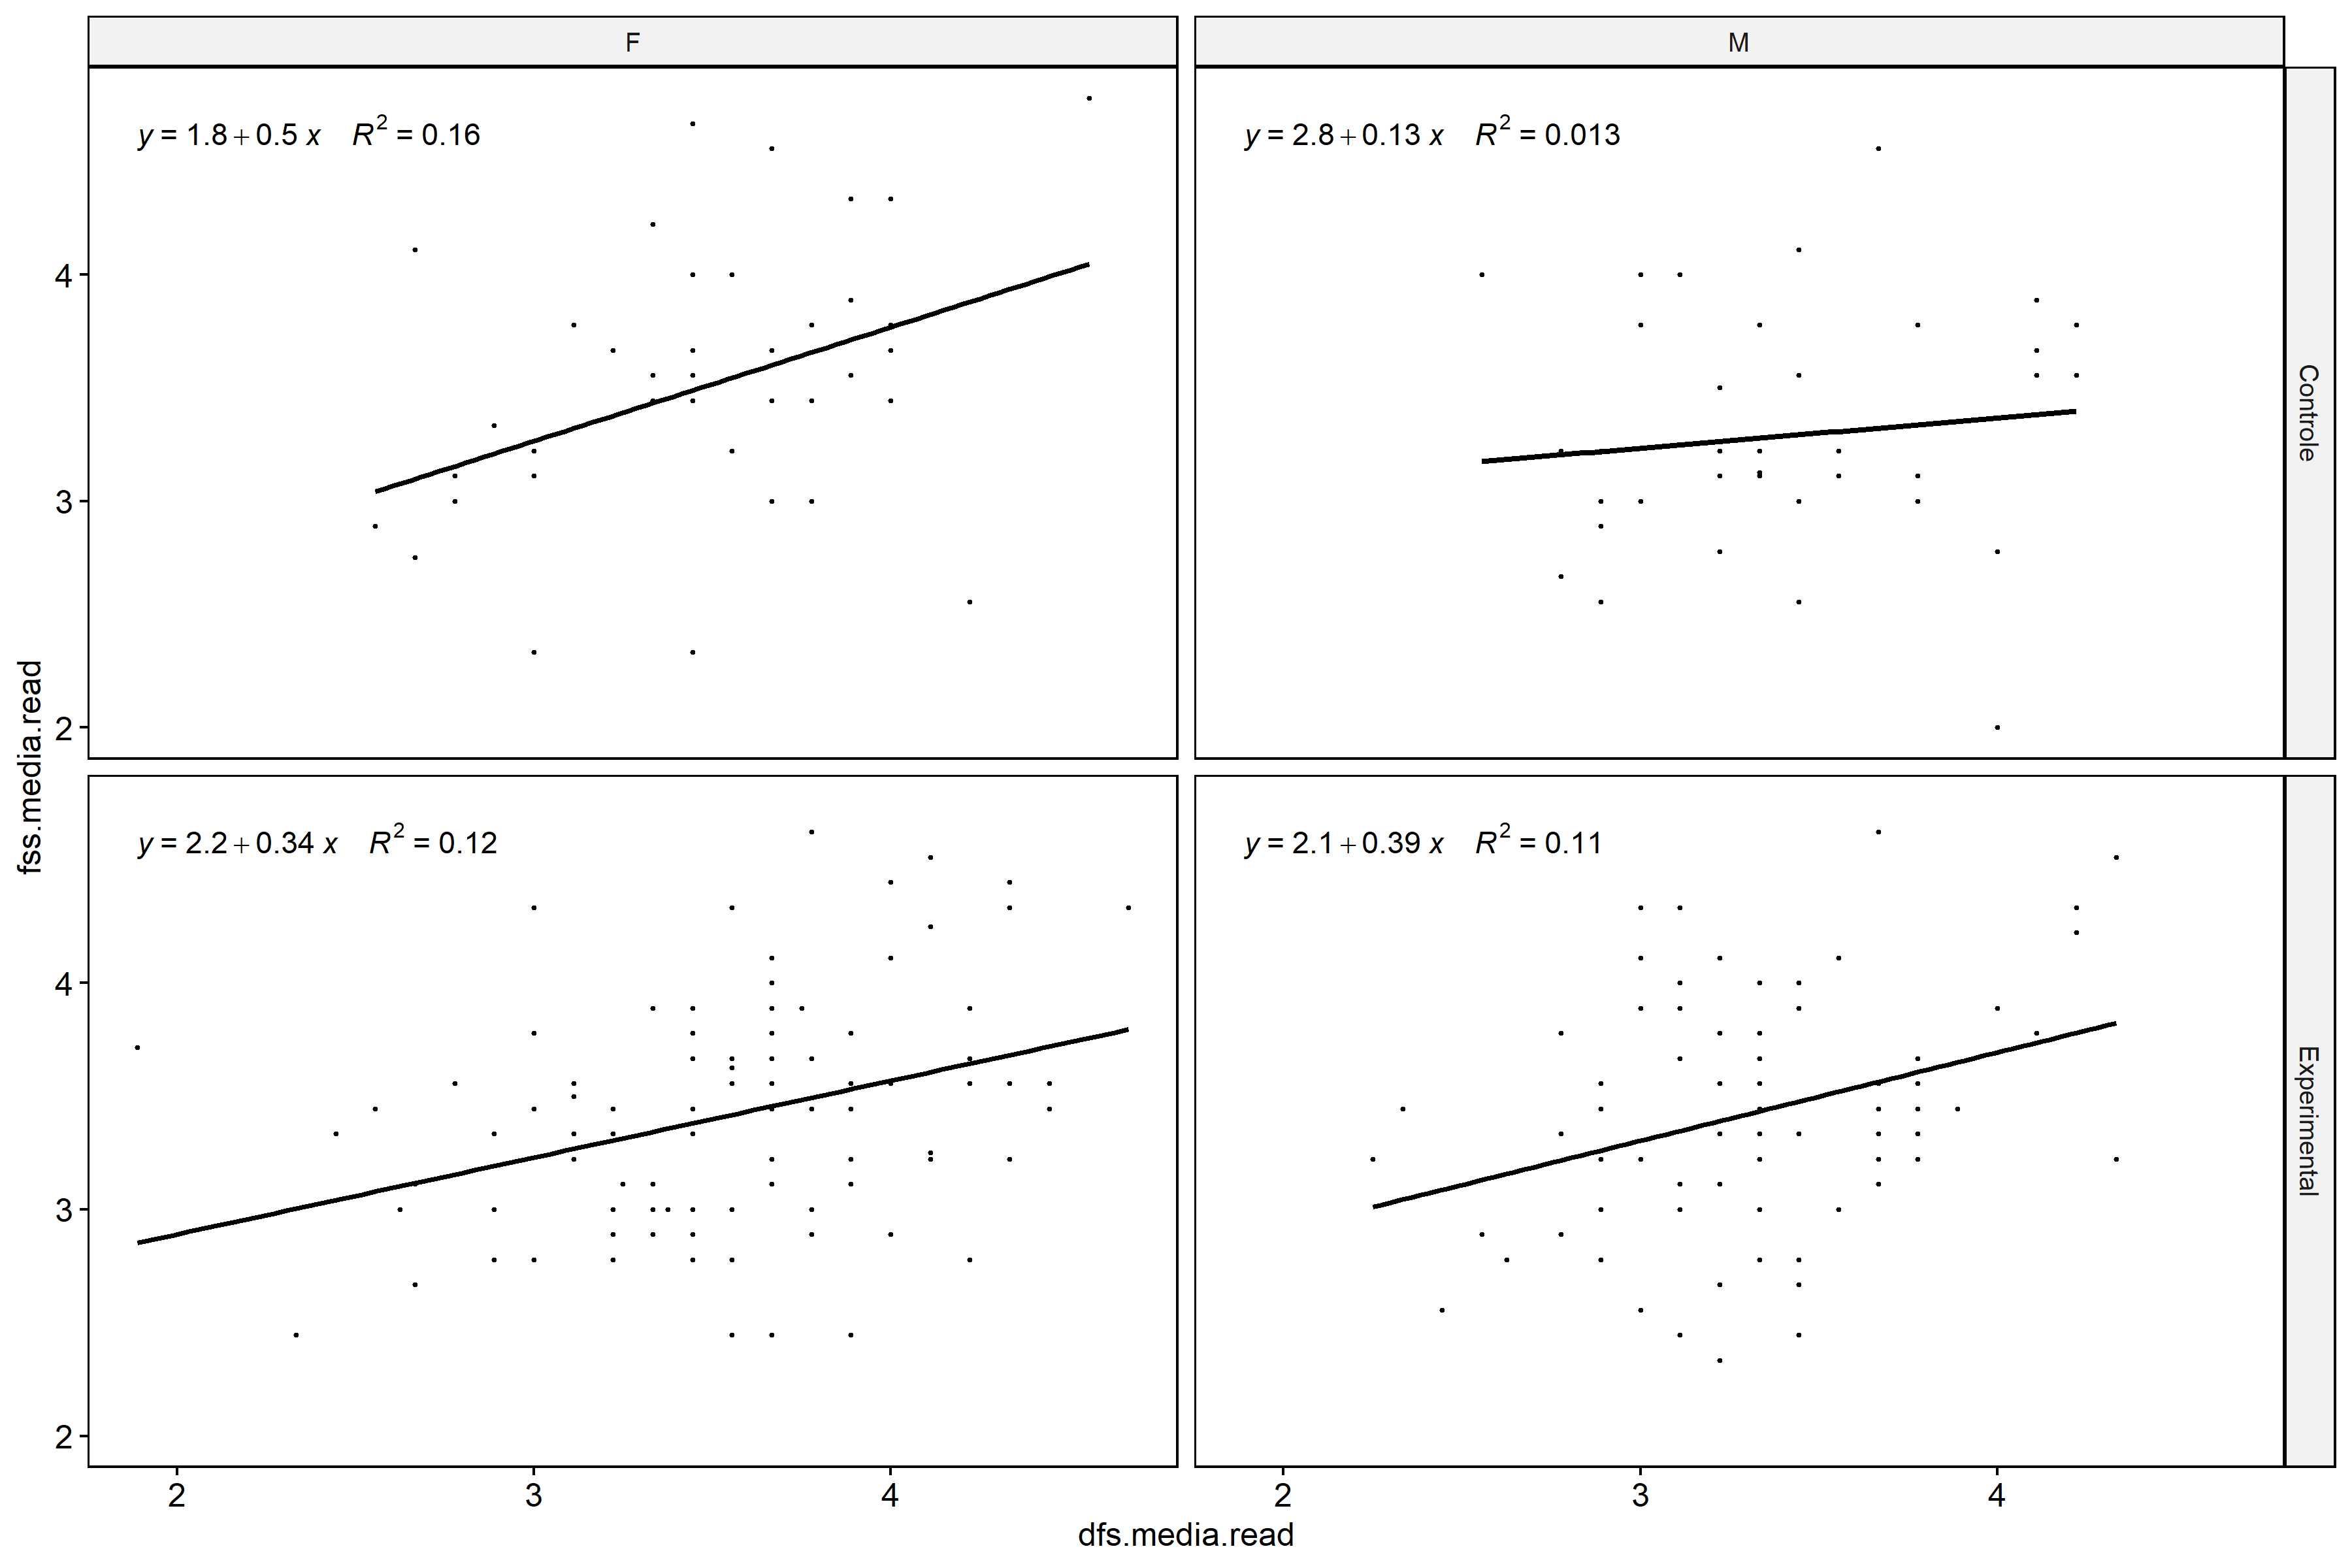 F
M
y = 1.8 + 0.5 x R² = 0.16
y = 2.8 + 0.13 x R² = 0.013
4
3
2
Controle
fss.media.read
y = 2.2 + 0.34 x R² = 0.12
y = 2.1 + 0.39 x R² = 0.11
4
3
2
Experimental
2 3 4
2 3 4
dfs.media.read